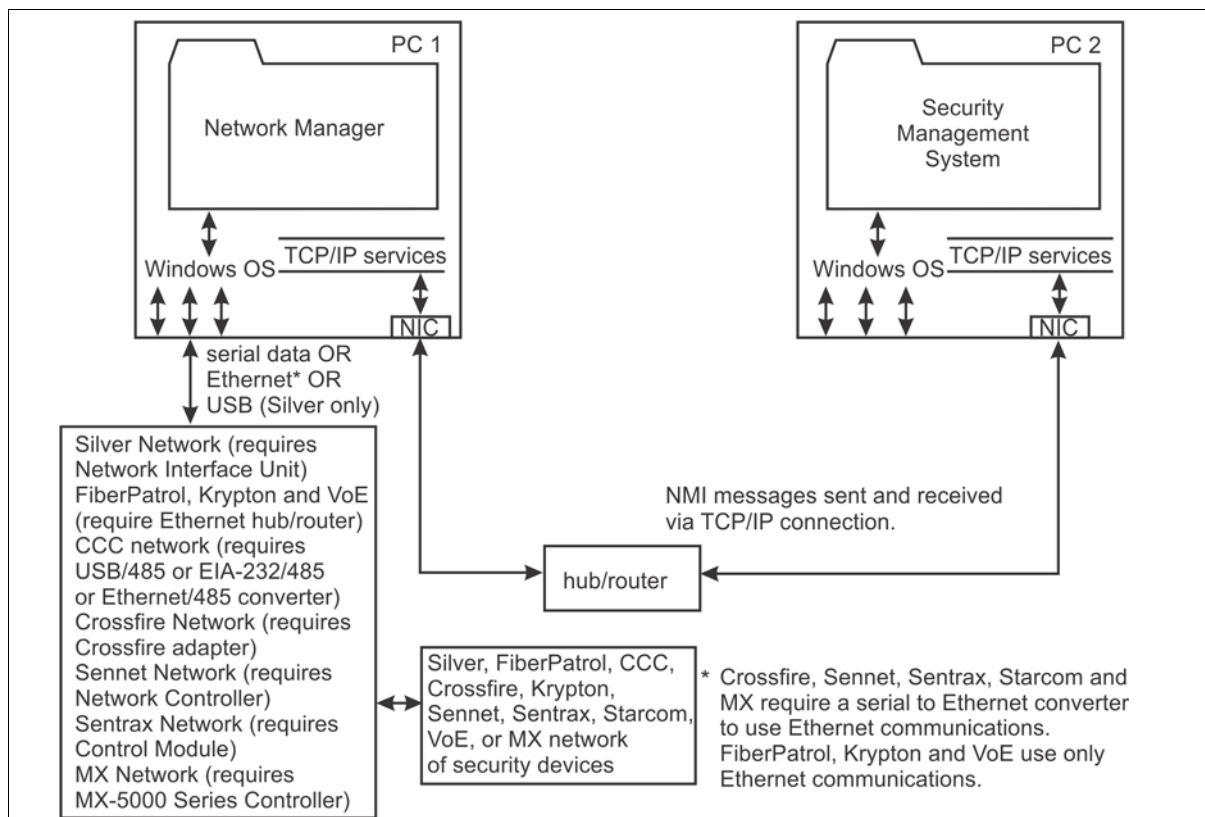 PC 1
Network Manager
Windows OS
TCP/IP services
NIC
PC 2
Security
Management
System
Windows OS
TCP/IP services
NIC
serial data OR
Ethernet* OR
USB (Silver only)
Silver Network (requires
Network Interface Unit)
FiberPatrol, Krypton and VoE
(require Ethernet hub/router)
CCC network (requires
USB/485 or EIA-232/485
or Ethernet/485 converter)
Crossfire Network (requires
Crossfire adapter)
Sennet Network (requires
Network Controller)
Sentrax Network (requires
Control Module)
MX Network (requires
MX-5000 Series Controller)
NMI messages sent and received
via TCP/IP connection.
hub/router
Silver, FiberPatrol, CCC,
Crossfire, Krypton,
Sennet, Sentrax, Starcom,
VoE, or MX network
of security devices
* Crossfire, Sennet, Sentrax, Starcom and
MX require a serial to Ethernet converter
to use Ethernet communications.
FiberPatrol, Krypton and VoE use only
Ethernet communications.